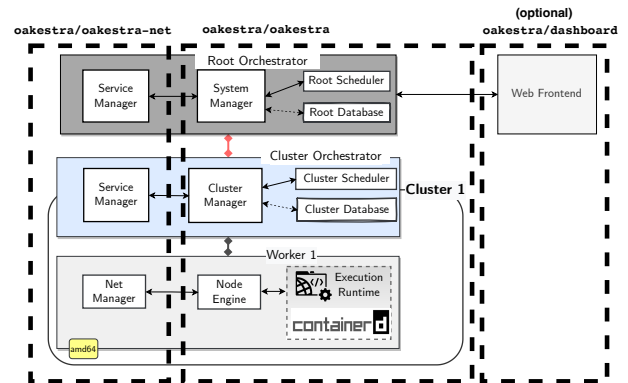 (optional)
oakestra/oakestra-net
oakestra/oakestra
oakestra/dashboard
Root Orchestrator
Service
Manager
System
Manager
Root Scheduler
Root Database
Web Frontend
Cluster Orchestrator
Service
Manager
Cluster
Manager
Cluster Scheduler
Cluster Database
Cluster 1
Worker 1
Net
Manager
Node
Engine
Execution
Runtime
containerd
amd64